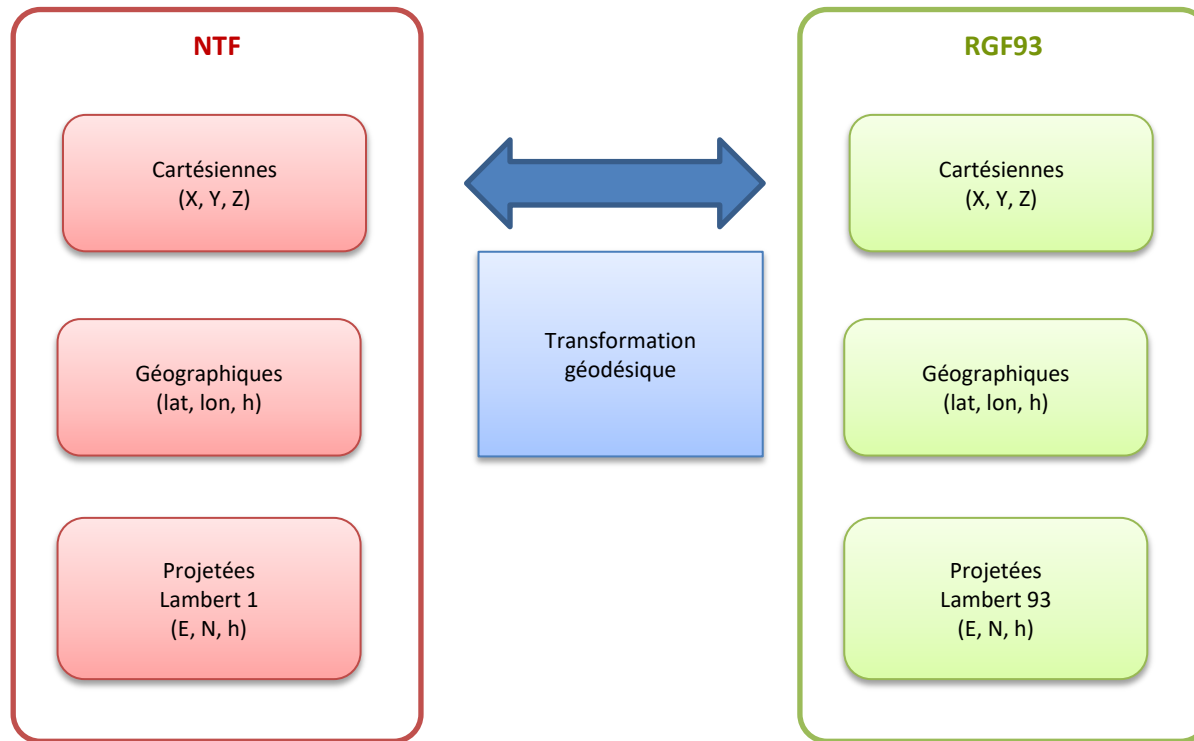 NTF
Cartésiennes
(X, Y, Z)
Géographiques
(lat, lon, h)
Projetées
Lambert 1
(E, N, h)
Transformation
géodésique
RGF93
Cartésiennes
(X, Y, Z)
Géographiques
(lat, lon, h)
Projetées
Lambert 93
(E, N, h)